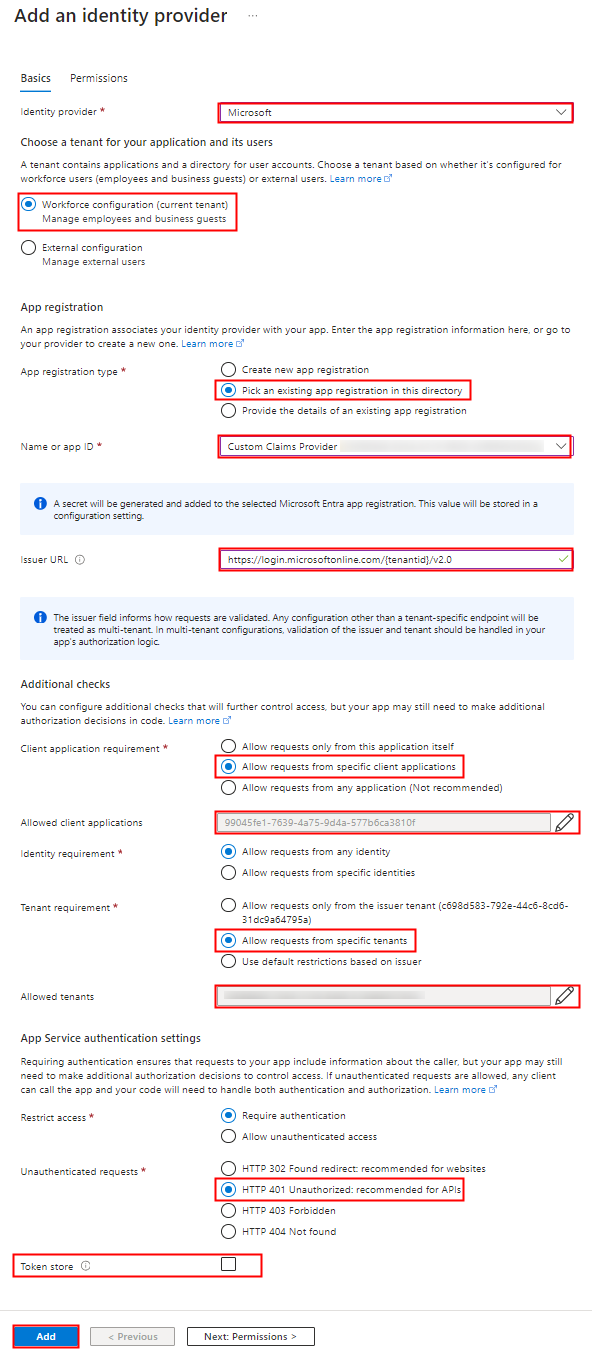 Add an identity provider ...
Basics Permissions
Identity provider * Microsoft
Choose a tenant for your application and its users
A tenant contains applications and a directory for user accounts. Choose a tenant based on whether it's configured for
workforce users (employees and business guests) or external users. Learn more
Workforce configuration (current tenant)
Manage employees and business guests
External configuration
Manage external users
App registration
An app registration associates your identity provider with your app. Enter the app registration information here, or go to
your provider to create a new one. Learn more
App registration type *
Create new app registration
Pick an existing app registration in this directory
Provide the details of an existing app registration
Name or app ID * Custom Claims Provider
A secret will be generated and added to the selected Microsoft Entra app registration. This value will be stored in a
configuration setting.
Issuer URL https://login.microsoftonline.com/{tenantid}/v2.0
The issuer field informs how requests are validated. Any configuration other than a tenant-specific endpoint will be
treated as multi-tenant. In multi-tenant configurations, validation of the issuer and tenant should be handled in your
app's authorization logic.
Additional checks
You can configure additional checks that will further control access, but your app may still need to make additional
authorization decisions in code. Learn more
Client application requirement *
Allow requests only from this application itself
Allow requests from specific client applications
Allow requests from any application (Not recommended)
Allowed client applications 99045fe1-7639-4a75-9d4a-577b6ca3810f
Identity requirement *
Allow requests from any identity
Allow requests from specific identities
Tenant requirement *
Allow requests only from the issuer tenant (c698d583-792e-44c6-8cd6-
31dc9a64795a)
Allow requests from specific tenants
Use default restrictions based on issuer
Allowed tenants
App Service authentication settings
Requiring authentication ensures that requests to your app include information about the caller, but your app may still
need to make additional authorization decisions to control access. If unauthenticated requests are allowed, any client
can call the app and your code will need to handle both authentication and authorization. Learn more
Restrict access *
Require authentication
Allow unauthenticated access
Unauthenticated requests *
HTTP 302 Found redirect: recommended for websites
HTTP 401 Unauthorized: recommended for APIs
HTTP 403 Forbidden
HTTP 404 Not found
Token store
Add < Previous Next: Permissions >